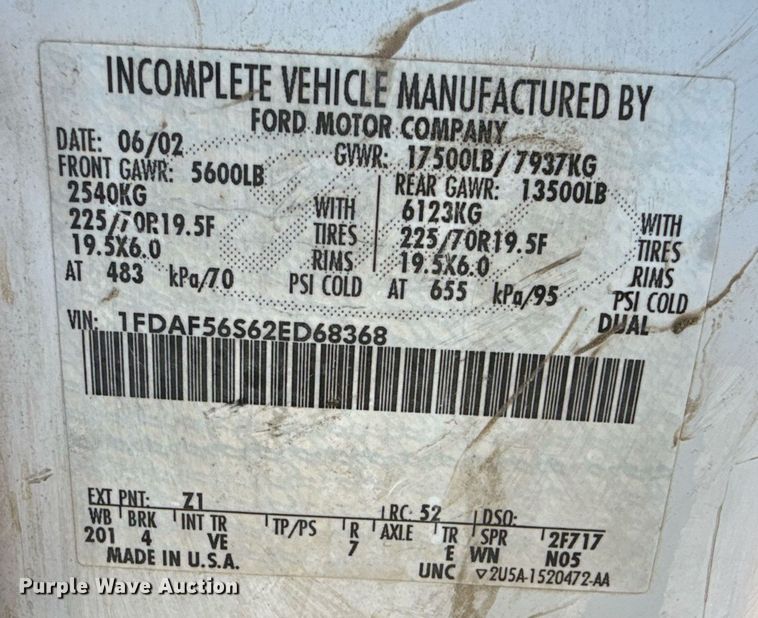 INCOMPLETE VEHICLE MANUFACTURED BY
FORD MOTOR COMPANY
DATE: 06/02 GVWR: 17500LB/ 7937KG
FRONT GAWR: 5600LB REAR GAWR: 13500LB
2540KG WITH 6123KG WITH
225/70R19.5F TIRES 225/70R19.5F TIRES
19.5X6.0 RIMS 19.5X6.0 RIMS
AT 483 kPa/70 PSI COLD AT 655 kPa/95 PSI COLD
DUAL
VIN: 1FDAF56S62ED68368
EXT PNT: Z1 RC: 52 DSO:
WB BRK INT TR TP/PS R AXLE TR SPR 2F717
201 4 VE 7 E WN N05
MADE IN U.S.A. UNC ▽2U5A-1520472-AA
Purple Wave Auction